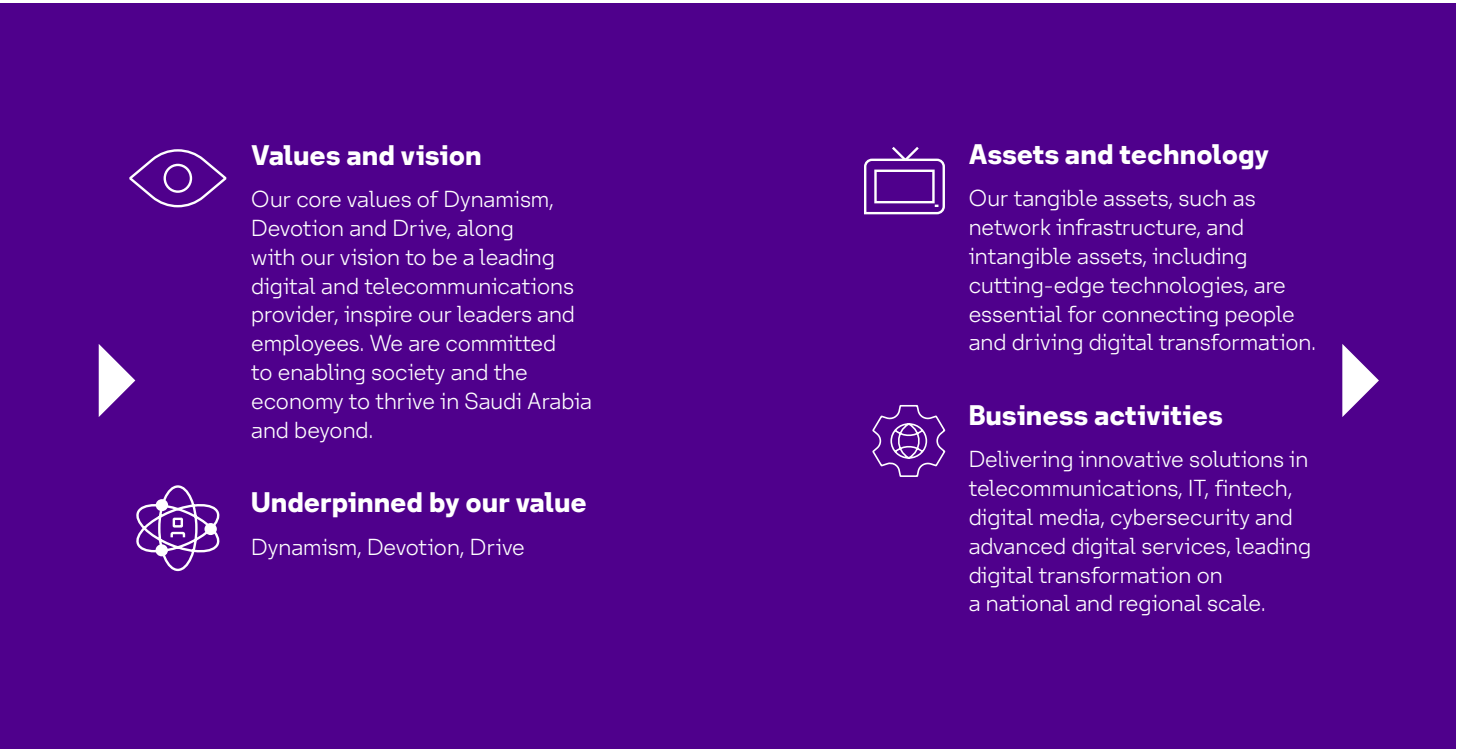 Values and vision
Our core values of Dynamism,
Devotion and Drive, along
with our vision to be a leading
digital and telecommunications
provider, inspire our leaders and
employees. We are committed
to enabling society and the
economy to thrive in Saudi Arabia
and beyond.
Underpinned by our value
Dynamism, Devotion, Drive
Assets and technology
Our tangible assets, such as
network infrastructure, and
intangible assets, including
cutting-edge technologies, are
essential for connecting people
and driving digital transformation.
Business activities
Delivering innovative solutions in
telecommunications, IT, fintech,
digital media, cybersecurity and
advanced digital services, leading
digital transformation on
a national and regional scale.